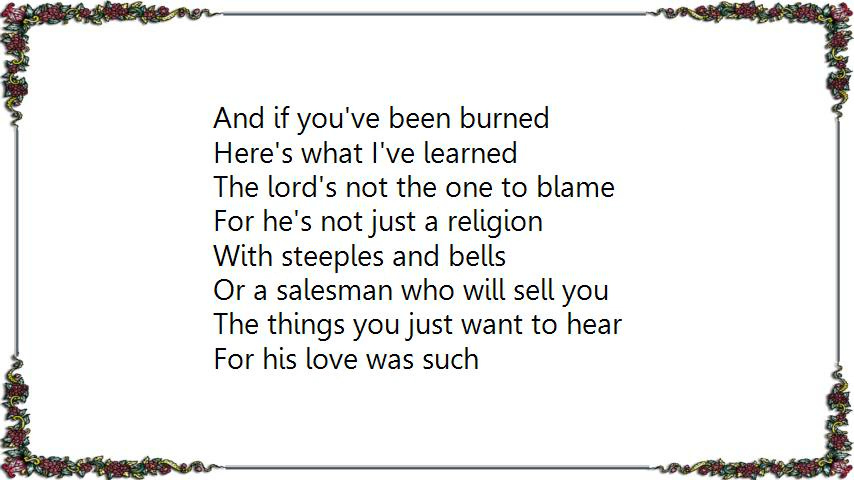 And if you've been burned
Here's what I've learned
The lord's not the one to blame
For he's not just a religion
With steeples and bells
Or a salesman who will sell you
The things you just want to hear
For his love was such